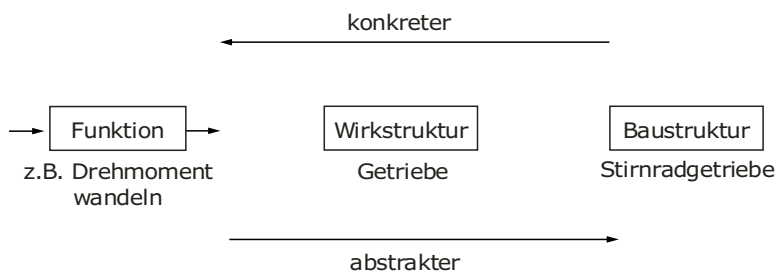 konkreter
Funktion
Wirkstruktur
Baustruktur
z.B. Drehmoment
wandeln
Getriebe
Stirnradgetriebe
abstrakter